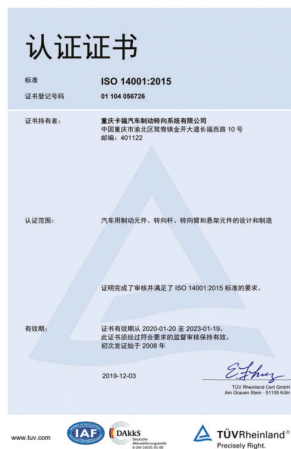 认证证书
标准 ISO 14001:2015
证书登记号码 01 104 056726
证书持有者： 重庆卡福汽车制动转向系统有限公司
中国重庆市渝北区鸳鸯镇金开大道长福西路 10 号
邮编：401122
认证范围： 汽车用制动元件、转向杆、转向臂和悬架元件的设计和制造
证明完成了审核并满足了 ISO 14001:2015 标准的要求。
有效期： 证书有效期从 2020-01-20 至 2023-01-19。
此证书须经过符合要求的监督审核保持有效。
初次发证始于 2008 年
2019-12-03
TÜV Rheinland Cert GmbH
Am Grauen Stein · 51105 Köln
www.tuv.com
IAF
DAkkS
Deutsche
Akkreditierungsstelle
D-ZM-16031-01-00
TÜVRheinland®
Precisely Right.